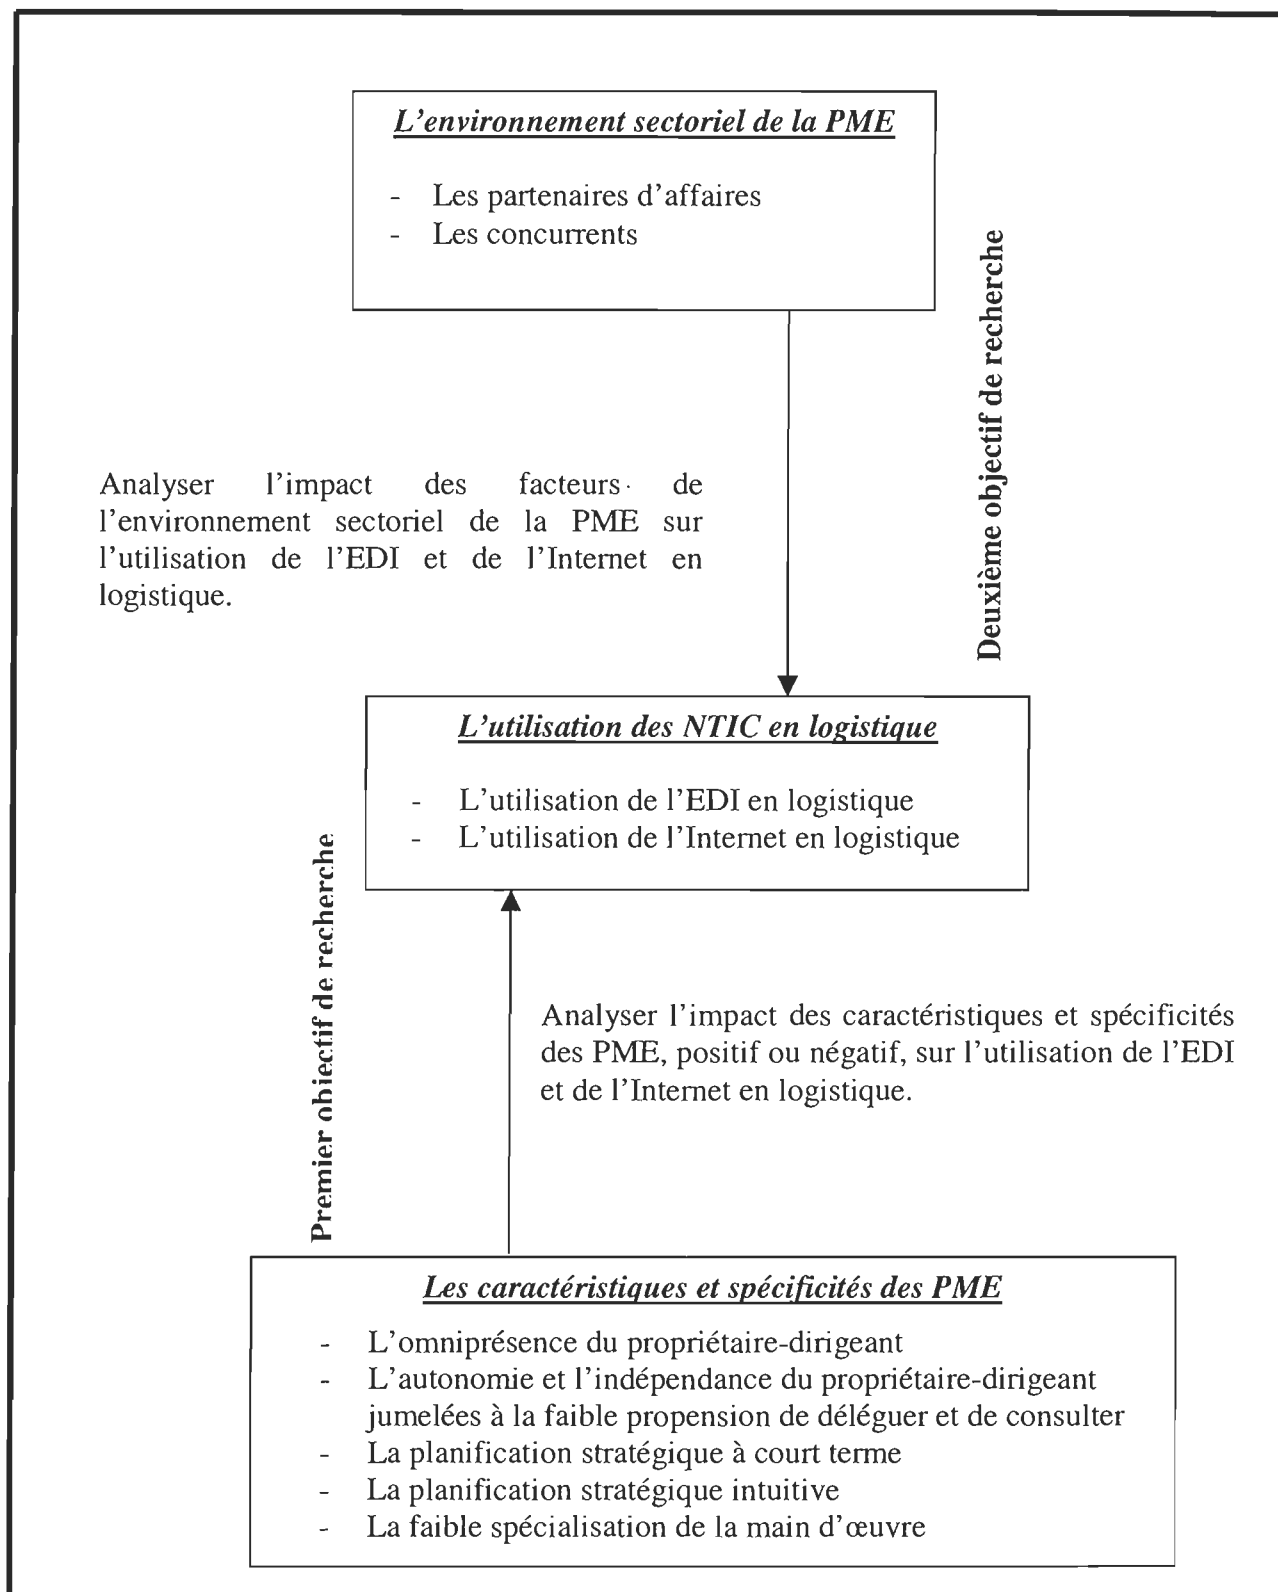 L'environnement sectoriel de la PME
- Les partenaires d'affaires
- Les concurrents
Deuxième objectif de recherche
Analyser l'impact des facteurs de
l'environnement sectoriel de la PME sur
l'utilisation de l'EDI et de l'Internet en
logistique.
L'utilisation des NTIC en logistique
- L'utilisation de l'EDI en logistique
- L'utilisation de l'Internet en logistique
Premier objectif de recherche
Analyser l'impact des caractéristiques et spécificités
des PME, positif ou négatif, sur l'utilisation de l'EDI
et de l'Internet en logistique.
Les caractéristiques et spécificités des PME
- L'omniprésence du propriétaire-dirigeant
- L'autonomie et l'indépendance du propriétaire-dirigeant
jumelées à la faible propension de déléguer et de consulter
- La planification stratégique à court terme
- La planification stratégique intuitive
- La faible spécialisation de la main d'œuvre